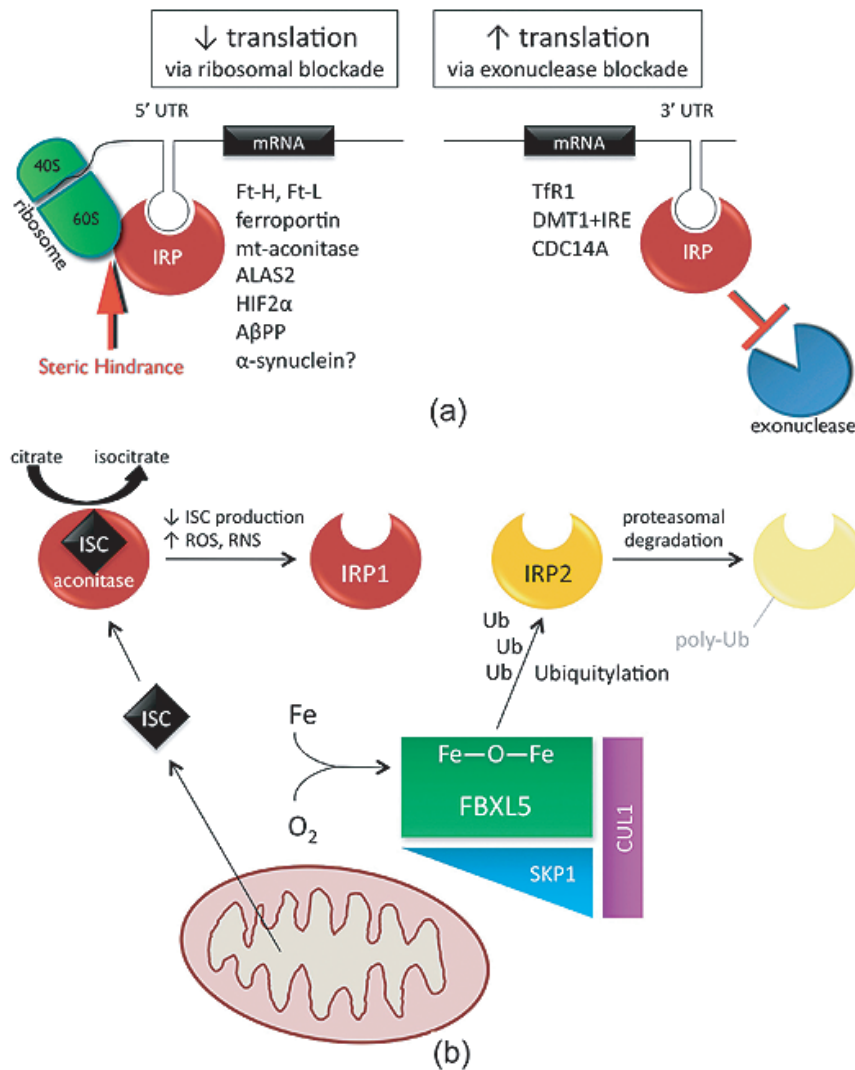 ↓ translation
via ribosomal blockade
↑ translation
via exonuclease blockade
5' UTR
3' UTR
mRNA
mRNA
40S
60S
ribosome
IRP
Ft-H, Ft-L
ferroportin
mt-aconitase
ALAS2
HIF2α
AβPP
α-synuclein?
TfR1
DMT1+IRE
CDC14A
IRP
Steric Hindrance
exonuclease
(a)
citrate
isocitrate
ISC
aconitase
↓ ISC production
↑ ROS, RNS
IRP1
IRP2
proteasomal
degradation
poly-Ub
Ub
Ub
Ub
Ubiquitylation
ISC
Fe
O₂
Fe—O—Fe
FBXL5
SKP1
CUL1
(b)